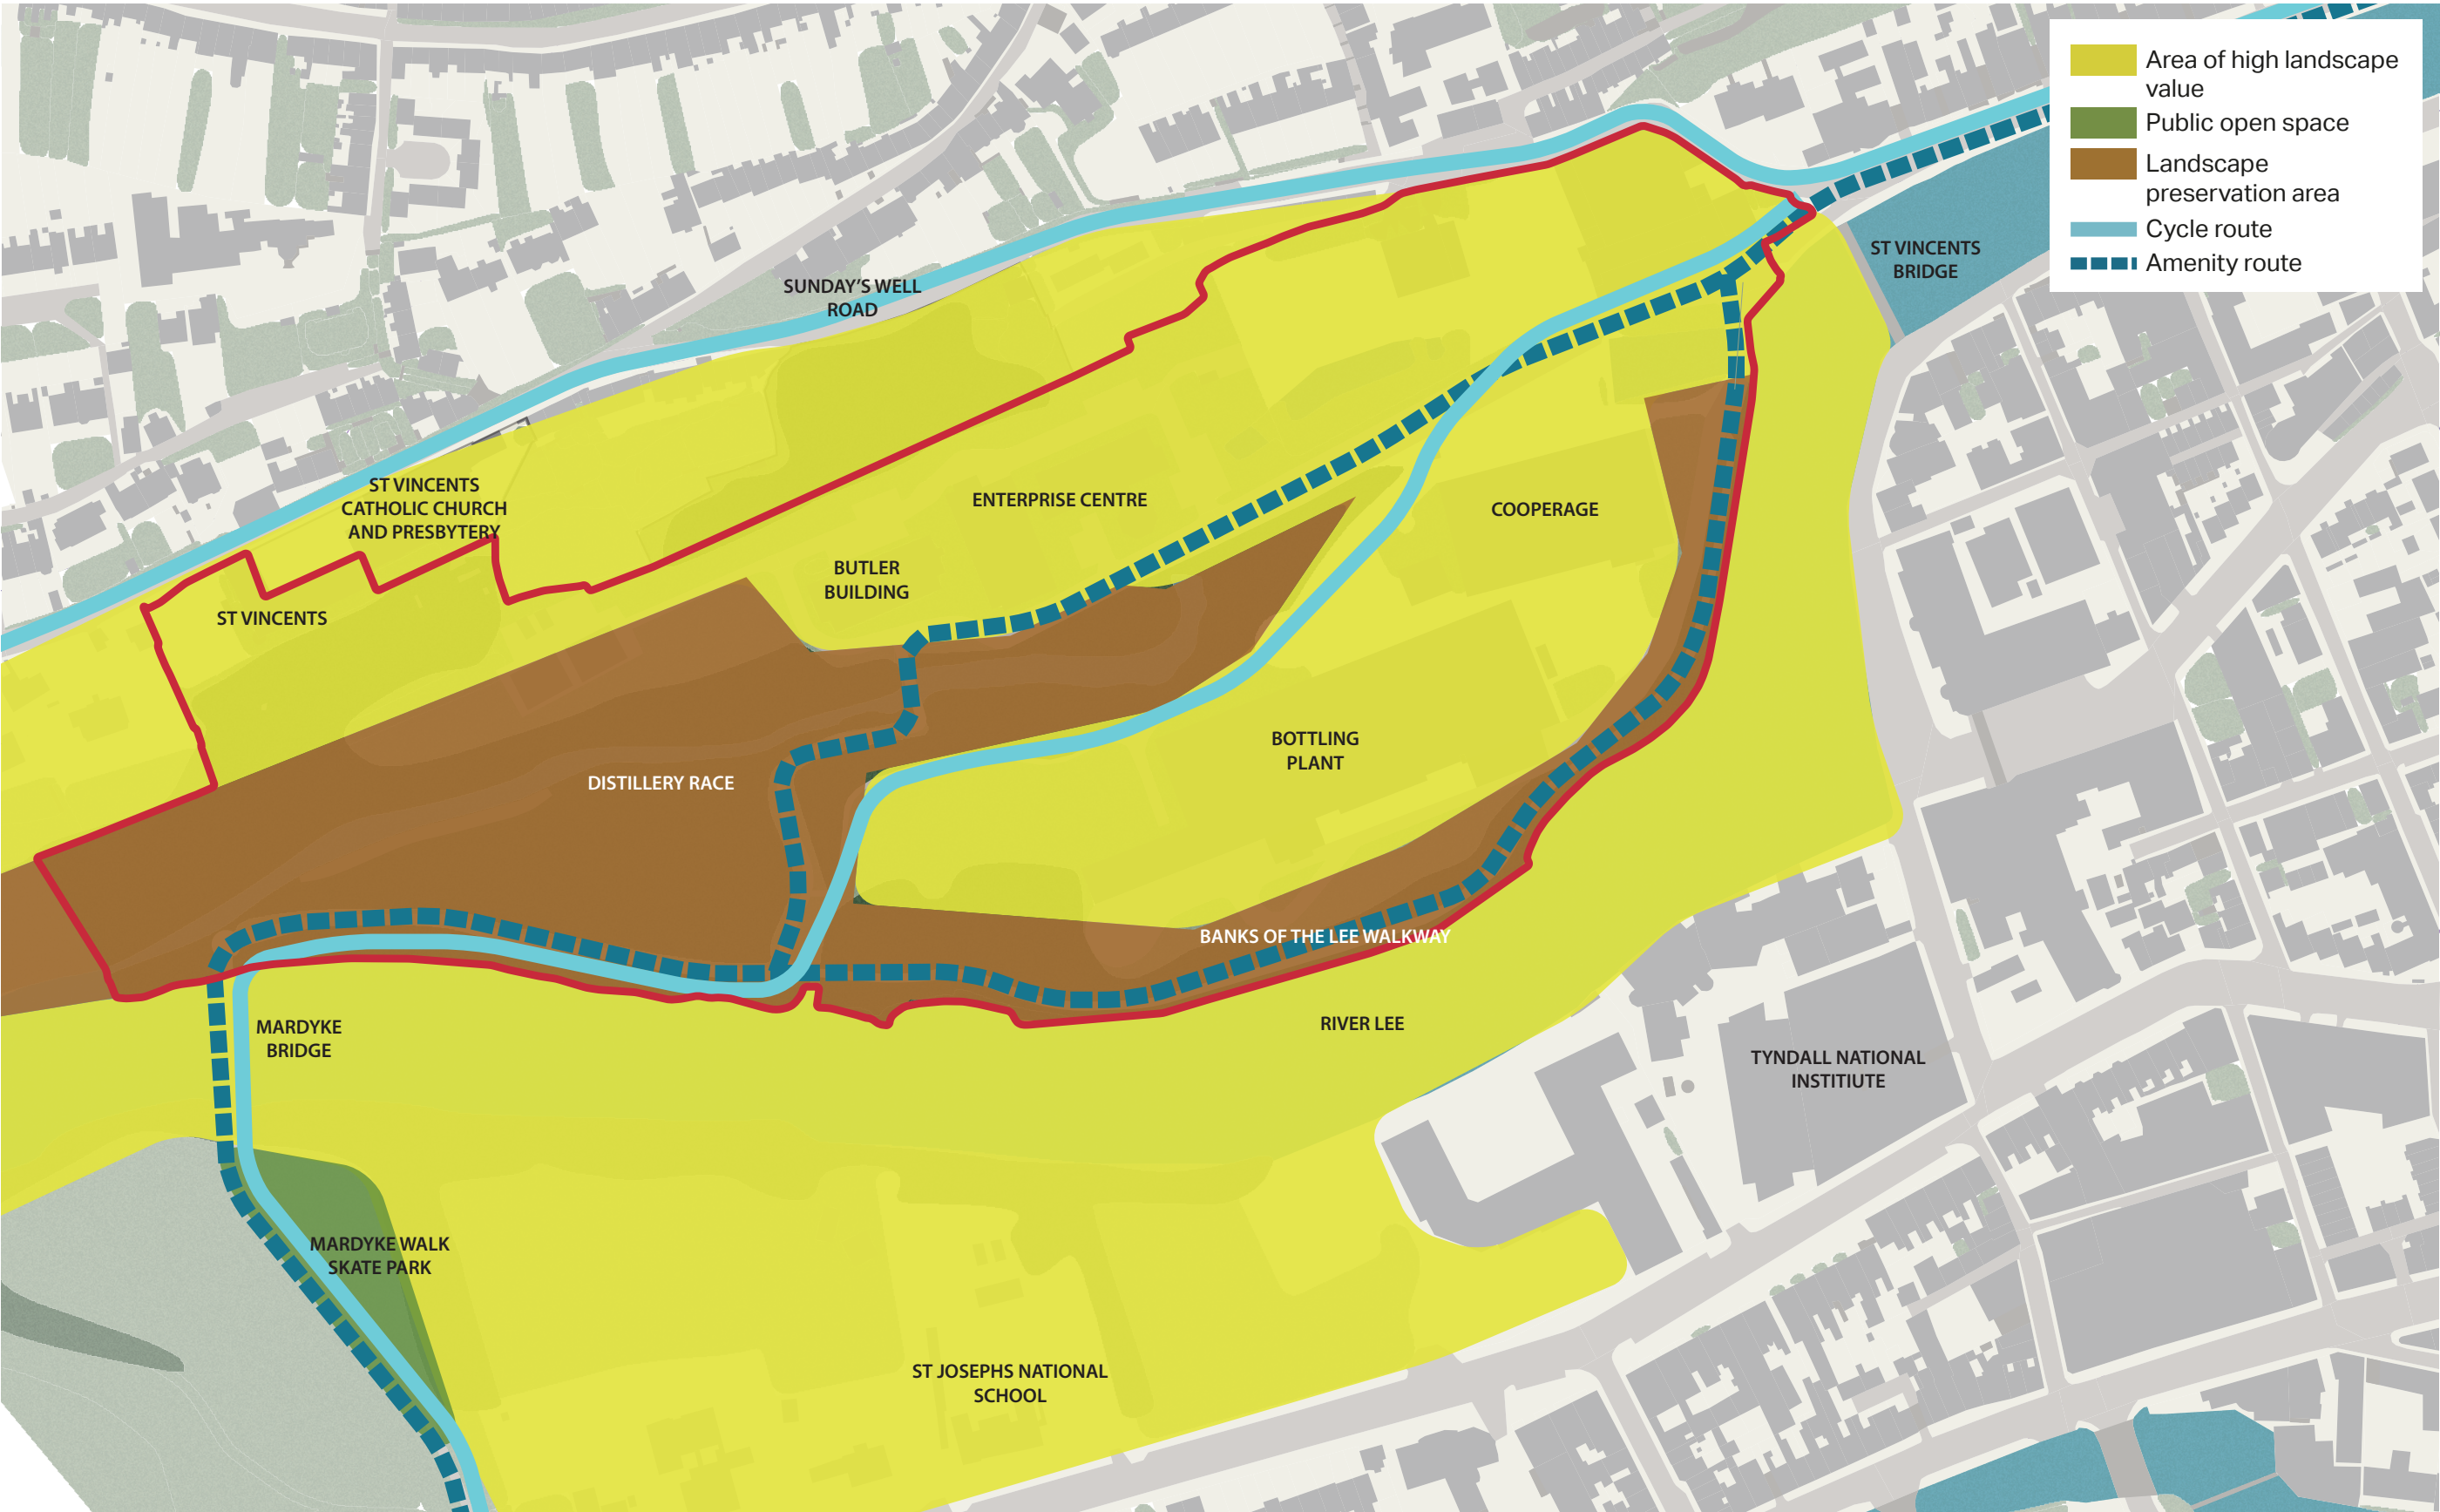 Area of high landscape
value
Public open space
Landscape
preservation area
Cycle route
Amenity route
ST VINCENTS
BRIDGE
SUNDAY'S WELL
ROAD
ST VINCENTS
CATHOLIC CHURCH
AND PRESBYTERY
ENTERPRISE CENTRE
COOPERAGE
BUTLER
BUILDING
ST VINCENTS
BOTTLING
PLANT
DISTILLERY RACE
BANKS OF THE LEE WALKWAY
MARDYKE
BRIDGE
RIVER LEE
TYNDALL NATIONAL
INSTITIUTE
MARDYKE WALK
SKATE PARK
ST JOSEPHS NATIONAL
SCHOOL